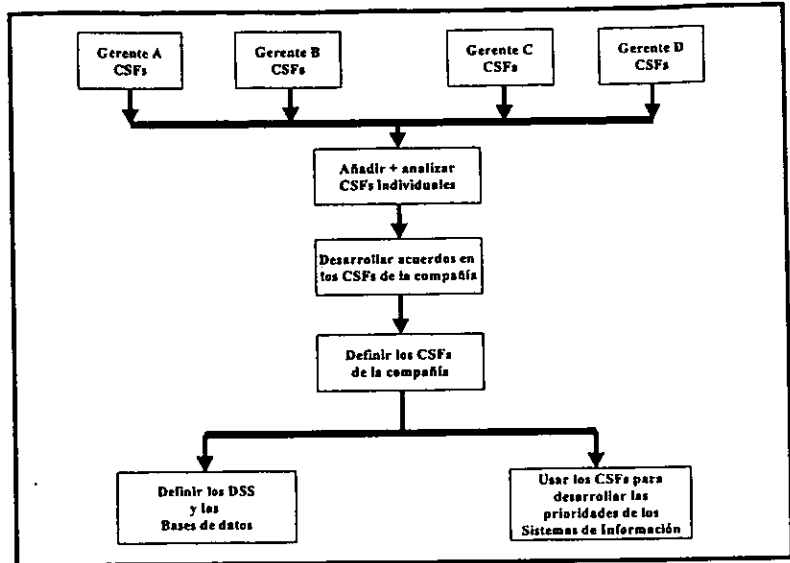 Gerente A
CSFs
Gerente B
CSFs
Gerente C
CSFs
Gerente D
CSFs
Añadir + analizar
CSFs individuales
Desarrollar acuerdos en
los CSFs de la compañía
Definir los CSFs
de la compañía
Definir los DSS
y las
Bases de datos
Usar los CSFs para
desarrollar las
prioridades de los
Sistemas de Información